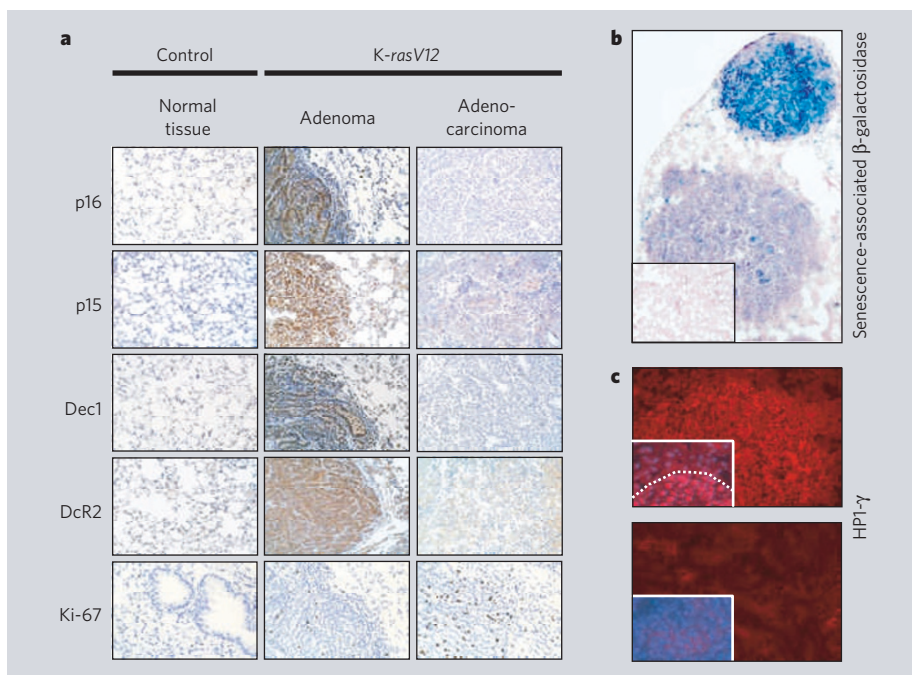 a
Control
K-rasV12
Normal
tissue
Adenoma
Adeno-
carcinoma
p16
p15
Dec1
DcR2
Ki-67
b
Senescence-associated β-galactosidase
c
HP1-γ